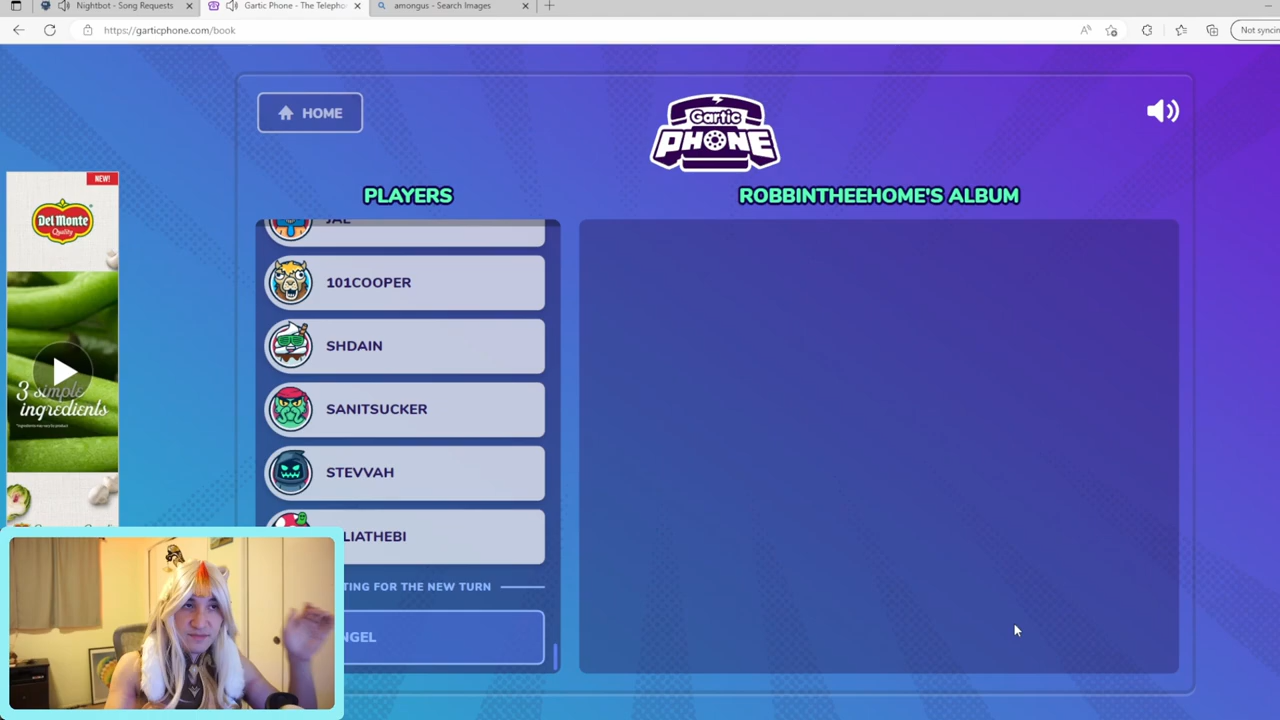 Nightbot - Song Requests
Gartic Phone - The Telepho
amongus - Search Images
https://garticphone.com/book
Not syncin
HOME
Gartic
PHONE
PLAYERS
ROBBINTHEEHOME'S ALBUM
JAE
101COOPER
SHDAIN
SANITSUCKER
STEVVAH
LIATHEBI
TING FOR THE NEW TURN
NGEL
NEW!
Del Monte
Quality
3 simple
ingredients